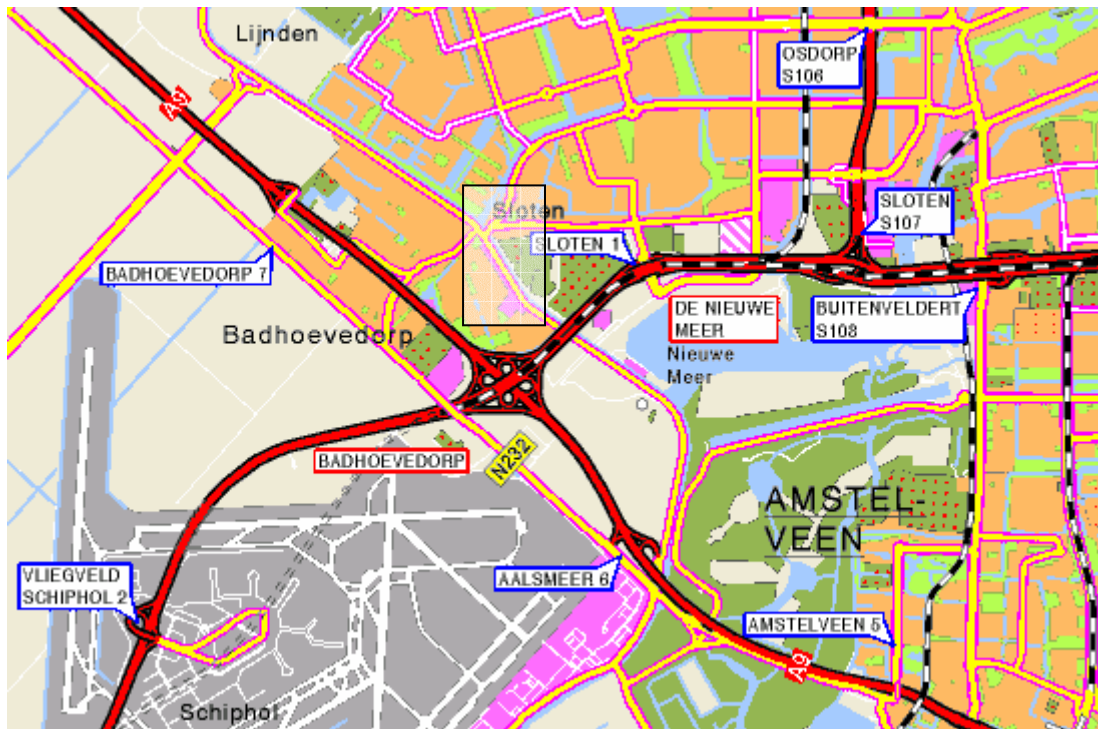 Lijnden
OSDORP
S106
A9
Sloten
SLOTEN
S107
SLOTEN 1
BADHOEVEDORP 7
DE NIEUWE
MEER
BUITENVELDERT
S108
Badhoevedorp
Nieuwe
Meer
BADHOEVEDORP
N232
AMSTEL-
VEEN
VLIEGVELD
SCHIPHOL 2
AALSMEER 6
AMSTELVEEN 5
A9
Schiphol